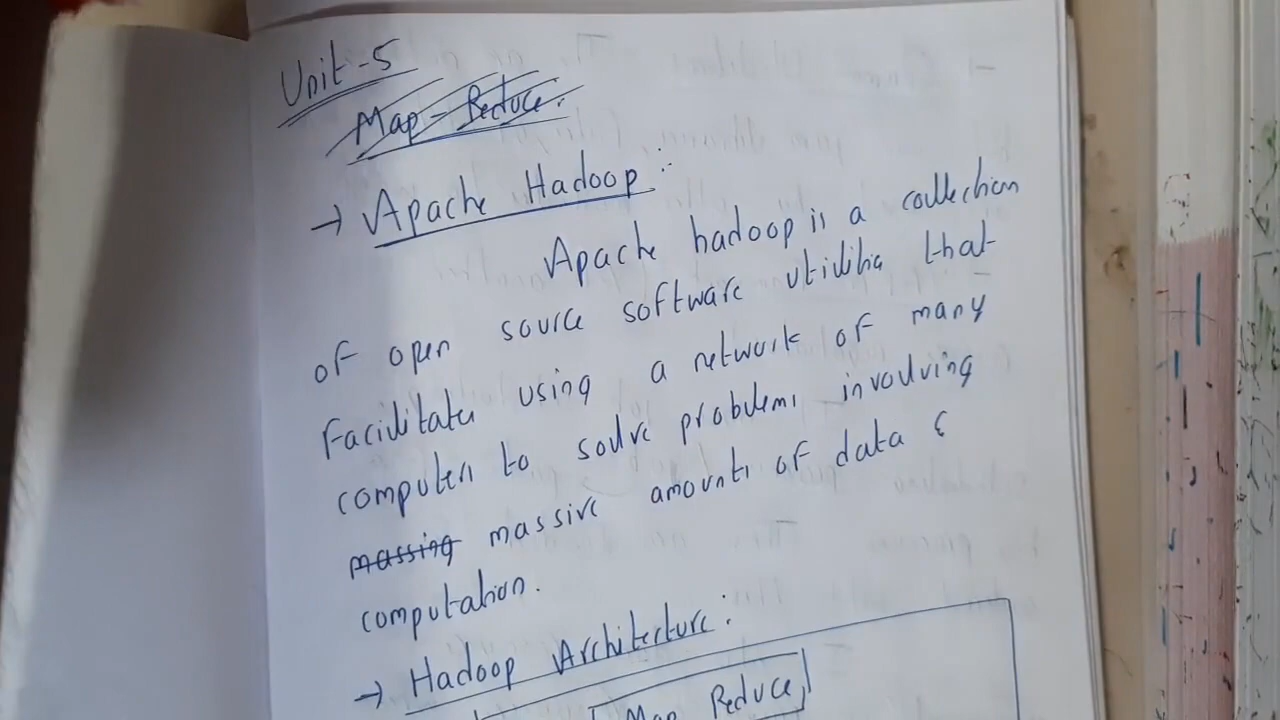 Unit-5
Map-Reduce.
→ Apache Hadoop:
Apache hadoop is a collection
of open source software utilities that
facilitates using a network of many
computers to solve problems involving
massing massive amounts of data &
computation.
→ Hadoop Architecture:
Map Reduce